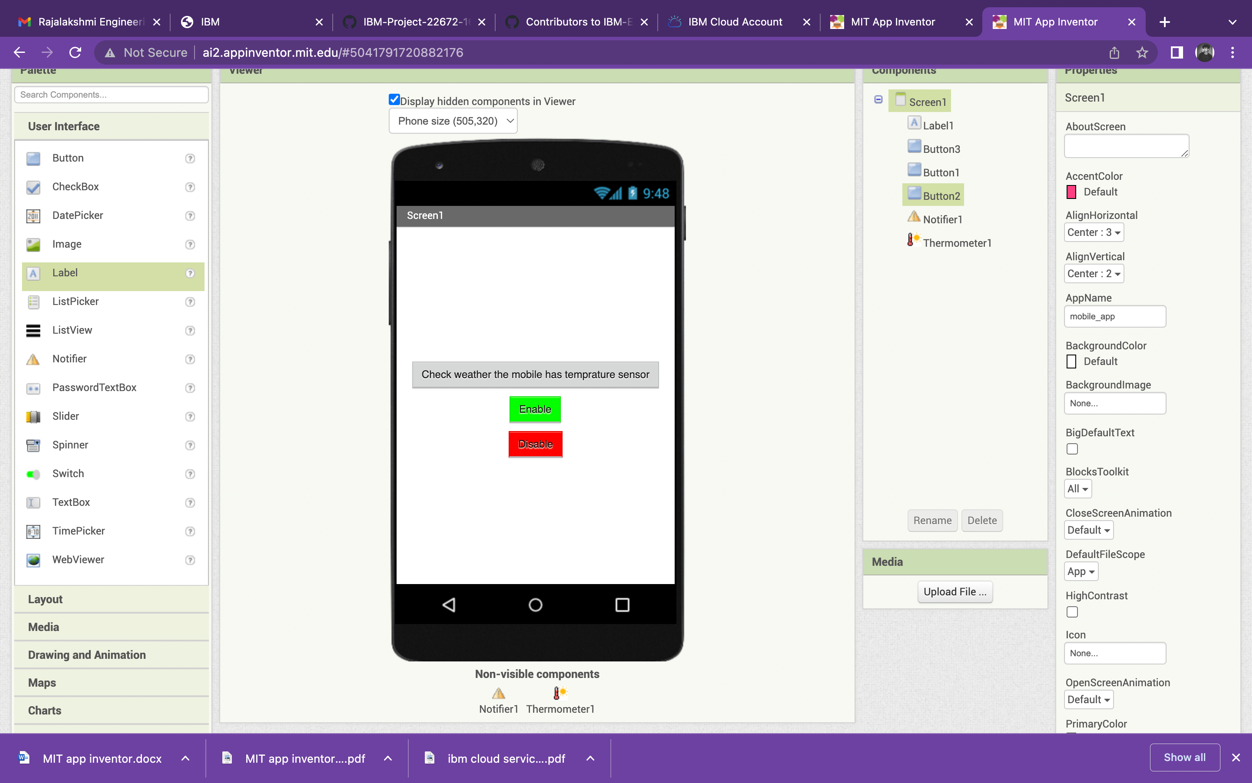 Rajalakshmi Engineeri
IBM
IBM-Project-22672-16
Contributors to IBM-E
IBM Cloud Account
MIT App Inventor
MIT App Inventor
Not Secure
ai2.appinventor.mit.edu/#5041791720882176
Palette
Viewer
Components
Properties
Search Components...
User Interface
Button
CheckBox
DatePicker
Image
Label
ListPicker
ListView
Notifier
PasswordTextBox
Slider
Spinner
Switch
TextBox
TimePicker
WebViewer
Layout
Media
Drawing and Animation
Maps
Charts
Display hidden components in Viewer
Phone size (505,320)
9:48
Screen1
Check weather the mobile has temprature sensor
Enable
Disable
Non-visible components
Notifier1
Thermometer1
Screen1
Label1
Button3
Button1
Button2
Notifier1
Thermometer1
Rename
Delete
Media
Upload File ...
Screen1
AboutScreen
AccentColor
Default
AlignHorizontal
Center : 3
AlignVertical
Center : 2
AppName
mobile_app
BackgroundColor
Default
BackgroundImage
None...
BigDefaultText
BlocksToolkit
All
CloseScreenAnimation
Default
DefaultFileScope
App
HighContrast
Icon
None...
OpenScreenAnimation
Default
PrimaryColor
MIT app inventor.docx
MIT app inventor....pdf
ibm cloud servic....pdf
Show all